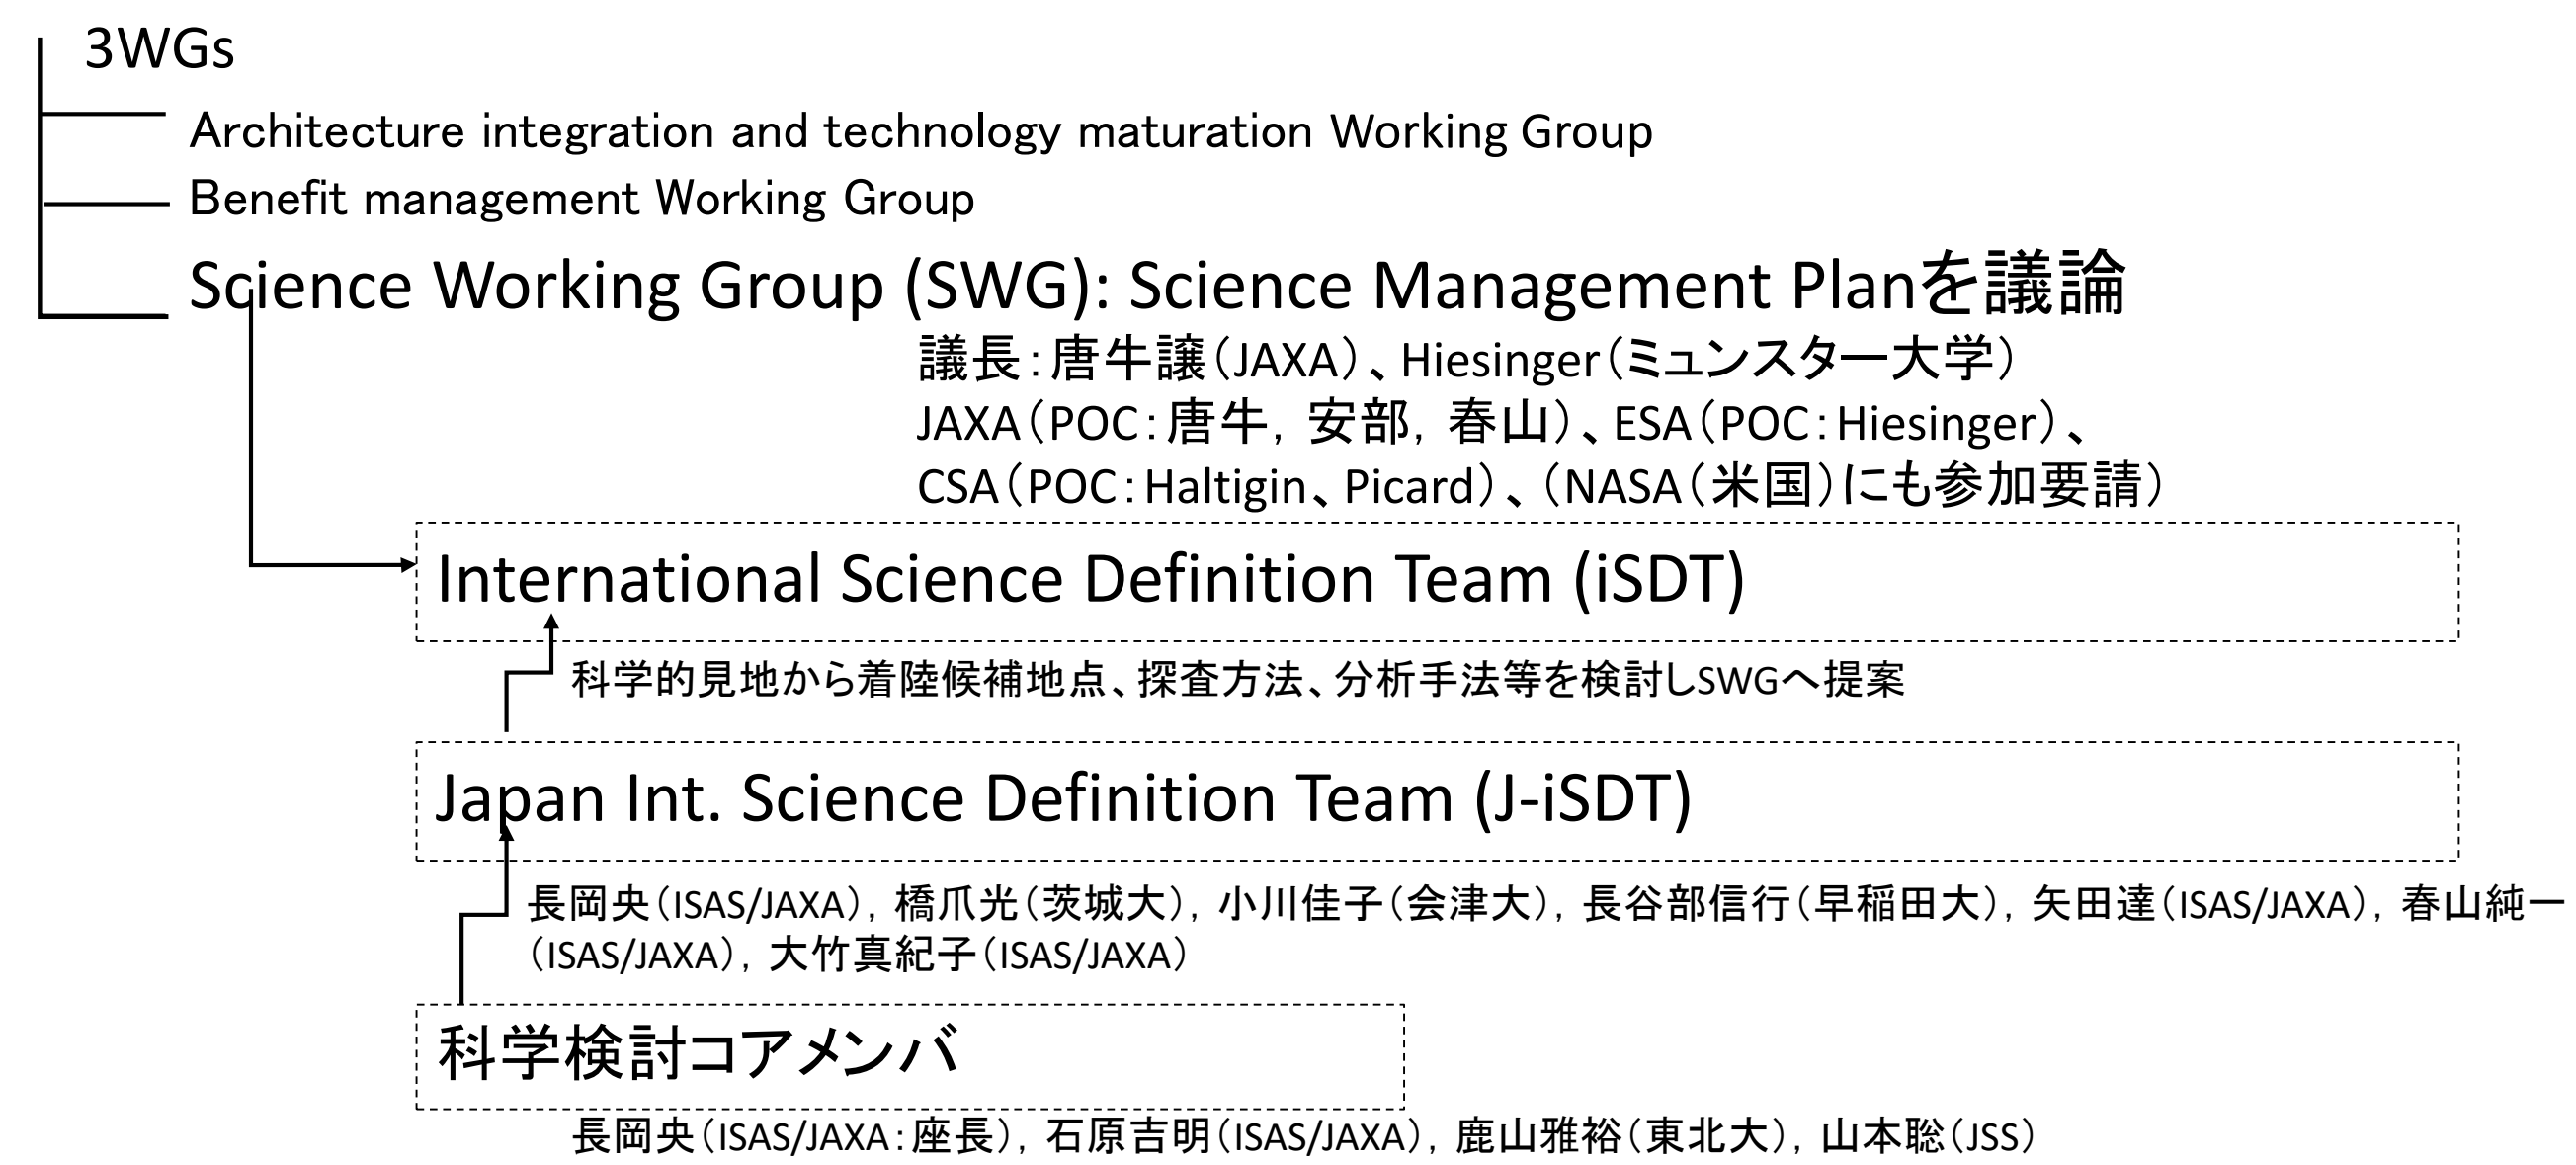 3WGs
Architecture integration and technology maturation Working Group
Benefit management Working Group
Science Working Group (SWG): Science Management Planを議論
議長：唐牛譲（JAXA）、Hiesinger（ミュンスター大学）
JAXA（POC：唐牛，安部，春山）、ESA（POC：Hiesinger）、
CSA（POC：Haltigin、Picard）、（NASA（米国）にも参加要請）
International Science Definition Team (iSDT)
科学的見地から着陸候補地点、探査方法、分析手法等を検討しSWGへ提案
Japan Int. Science Definition Team (J-iSDT)
長岡央（ISAS/JAXA），橋爪光（茨城大），小川佳子（会津大），長谷部信行（早稲田大），矢田達（ISAS/JAXA），春山純一
（ISAS/JAXA），大竹真紀子（ISAS/JAXA）
科学検討コアメンバ
長岡央（ISAS/JAXA：座長），石原吉明（ISAS/JAXA），鹿山雅裕（東北大），山本聡（JSS）